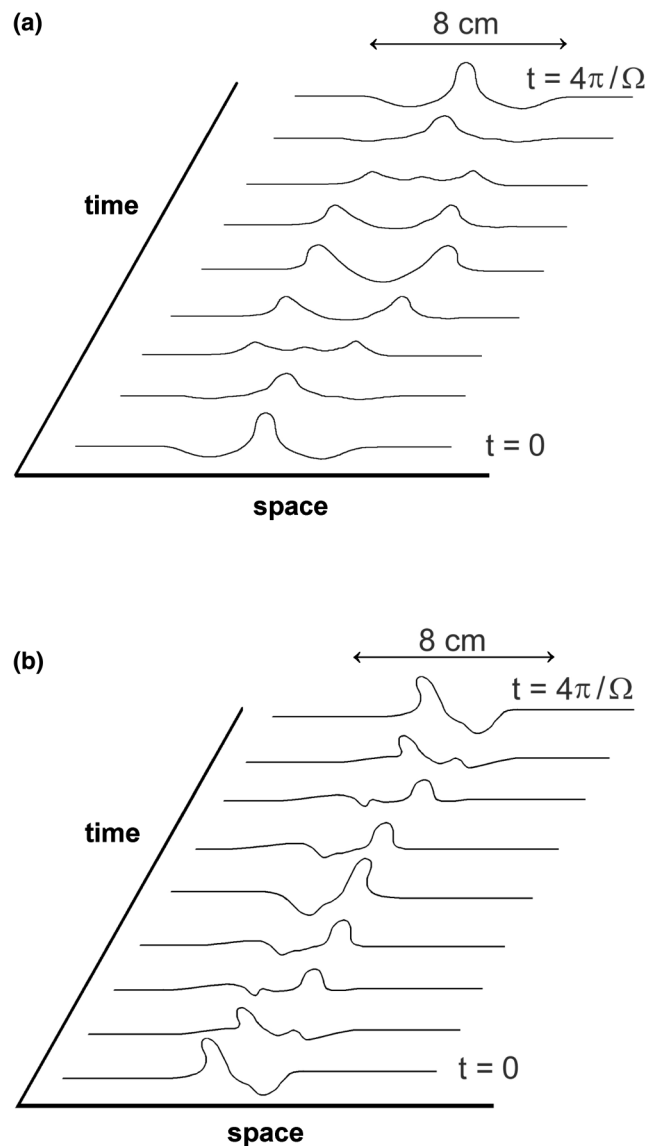 (a)
8 cm
t = 4π/Ω
time
t = 0
space
(b)
8 cm
t = 4π/Ω
time
t = 0
space